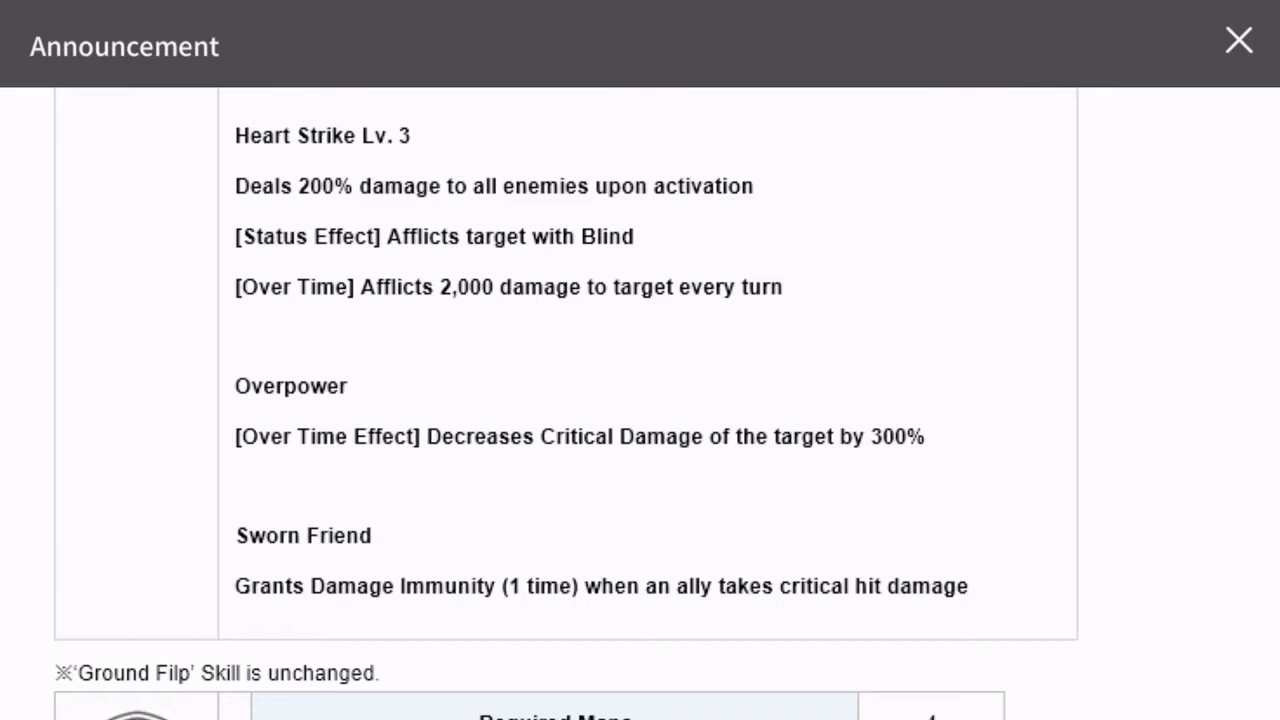 Announcement
Heart Strike Lv. 3
Deals 200% damage to all enemies upon activation
[Status Effect] Afflicts target with Blind
[Over Time] Afflicts 2,000 damage to target every turn
Overpower
[Over Time Effect] Decreases Critical Damage of the target by 300%
Sworn Friend
Grants Damage Immunity (1 time) when an ally takes critical hit damage
※‘Ground Filp’ Skill is unchanged.
Required Mana